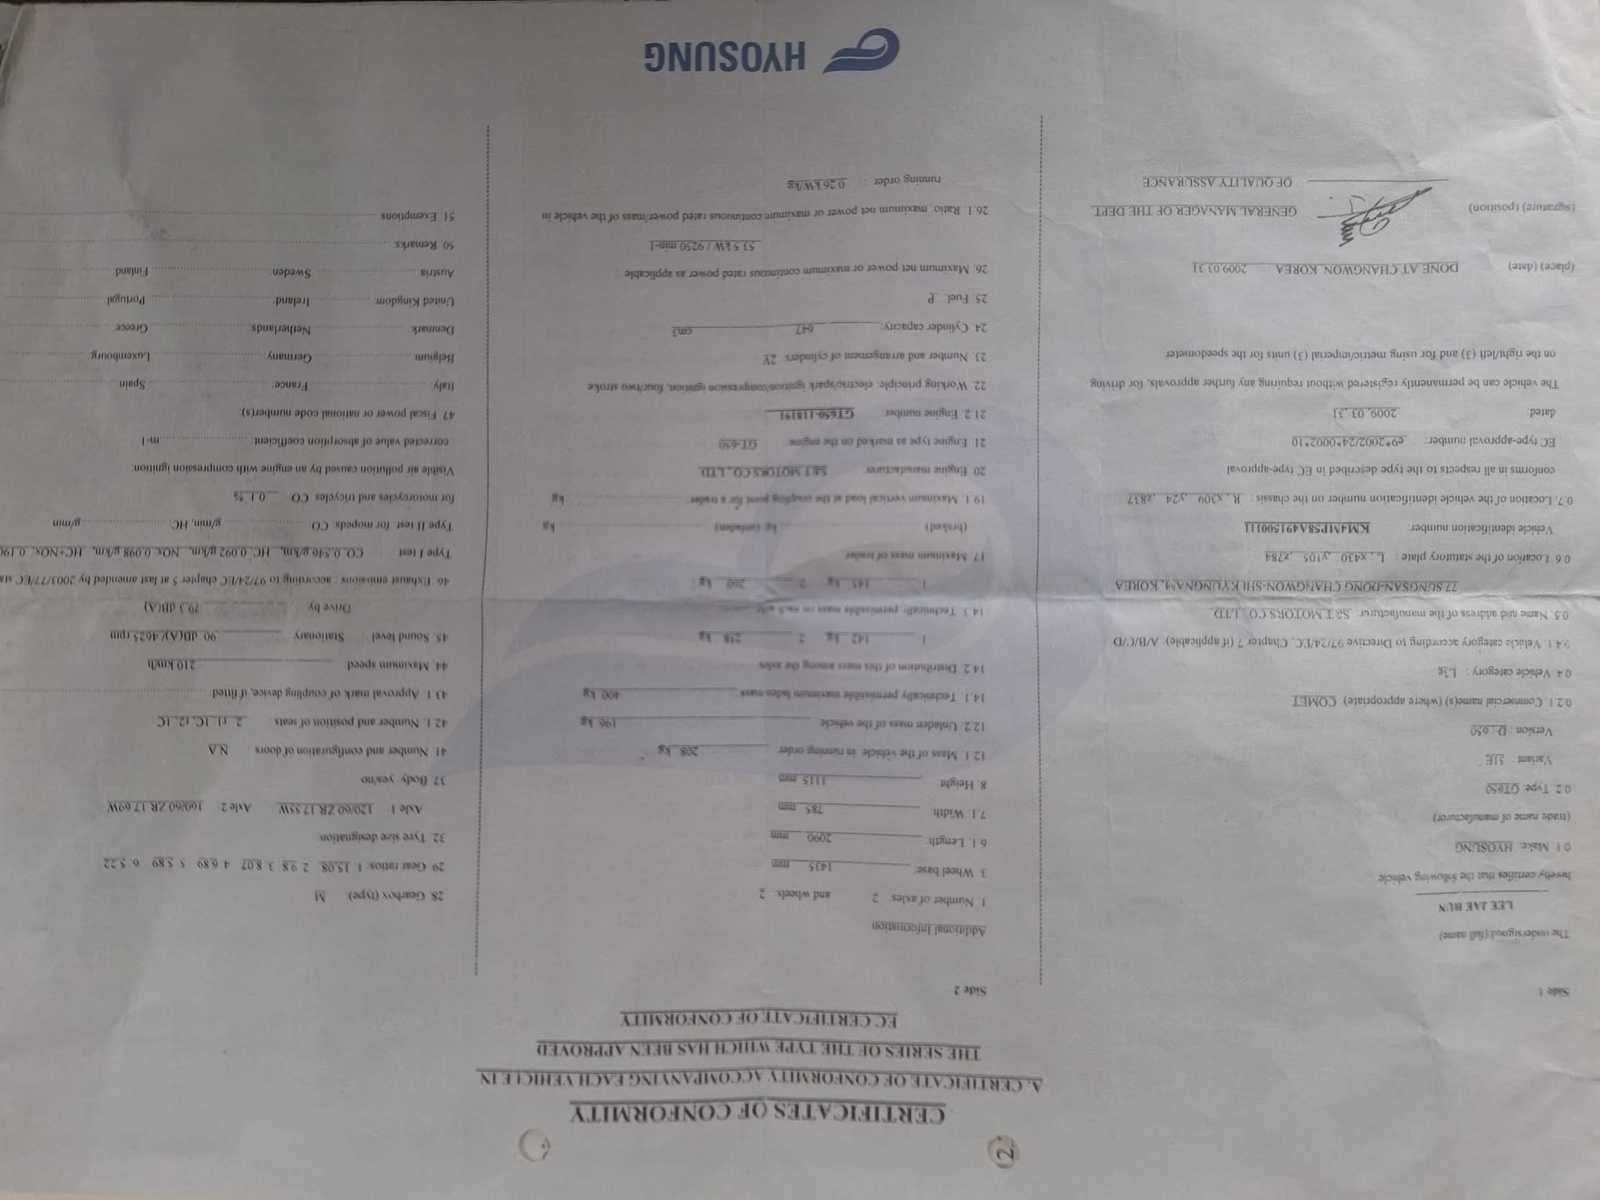 2.
CERTIFICATES OF CONFORMITY
A. CERTIFICATE OF CONFORMITY ACCOMPANYING EACH VEHICLE IN
THE SERIES OF THE TYPE WHICH HAS BEEN APPROVED
EC CERTIFICATE OF CONFORMITY
Side 1
The undersigned (full name)
LEE JAE BUN
hereby certifies that the following vehicle
0.1. Make: HYOSUNG
(trade name of manufacturer)
0.2. Type: GT650
Variant : S1E
Version : D; 650
0.2.1. Commercial name(s) (where appropriate): COMET
0.4. Vehicle category : L3e
0.4.1. Vehicle category according to Directive 97/24/EC, Chapter 7 (if applicable): A/B/C/D
0.5. Name and address of the manufacturer: S&T MOTORS CO., LTD
77 SUNGSAN-DONG CHANGWON-SHI KYUNGNAM, KOREA
0.6. Location of the statutory plate : L, x430 y105 z784
Vehicle identification number: KM4MP58A491500111
0.7. Location of the vehicle identification number on the chassis : R, x309 y24 z837
conforms in all respects to the type described in EC type-approval
EC type-approval number: e9*2002/24*0002*10
dated: 2009. 03. 31
The vehicle can be permanently registered without requiring any further approvals, for driving
on the right/left (3) and for using metric/imperial (3) units for the speedometer
(place) (date) DONE AT CHANGWON, KOREA 2009.03.31
(signature) (position) GENERAL MANAGER OF THE DEPT.
OF QUALITY ASSURANCE
Side 2
Additional Information
1. Number of axles: 2 and wheels: 2
3. Wheel base: 1435 mm
6.1. Length: 2090 mm
7.1. Width: 785 mm
8. Height: 1115 mm
12.1. Mass of the vehicle in running order 208 kg
12.2. Unladen mass of the vehicle 196 kg
14.1. Technically permissible maximum laden mass 400 kg
14.2. Distribution of this mass among the axles
1 142 kg 2 258 kg
14.3. Technically permissible mass on each axle
1 145 kg 2 260 kg
17. Maximum mass of trailer
(braked) kg (unladen) kg
19.1. Maximum vertical load at the coupling point for a trailer: kg
20. Engine manufacturer: S&T MOTORS CO., LTD.
21. Engine type as marked on the engine: GT-650
21.2. Engine number: GT650-118191
22. Working principle: electric/spark ignition/compression ignition, four/two stroke
23. Number and arrangement of cylinders: 2V
24. Cylinder capacity: 647 cm3
25. Fuel: P
26. Maximum net power or maximum continuous rated power as applicable :
53.5 kW / 9250 min-1
26.1. Ratio, maximum net power or maximum continuous rated power/mass of the vehicle in
running order : 0.26 kW/kg
28. Gearbox (type): M
29. Gear ratios: 1. 15.08 2. 9.8 3. 8.07 4. 6.89 5. 5.89 6. 5.22
32. Tyre size designation:
Axle 1 120/60 ZR 17 55W Axle 2 160/60 ZR 17 69W
37. Body: yes/no
41. Number and configuration of doors: N.A
42.1. Number and position of seats : 2 r1: 1C, r2: 1C
43.1. Approval mark of coupling device, if fitted:
44. Maximum speed: 210 km/h
45. Sound level : Stationary 90 dB(A)/ 4625 rpm
Drive by 79.3 dB(A)
46. Exhaust emissions : according to 97/24/EC chapter 5 at last amended by 2003/77/EC
Type I test : CO: 0.546 g/km, HC: 0.092 g/km, NOx: 0.098 g/km, HC+NOx: 0.190
Type II test for mopeds: CO: g/min, HC: g/min
for motorcycles and tricycles: CO: 0.1 %
Visible air pollution caused by an engine with compression ignition:
corrected value of absorption coefficient: m-1
47. Fiscal power or national code number(s):
Italy France: Spain
Belgium Germany Luxembourg
Denmark Netherlands Greece
United Kingdom Ireland Portugal
Austria Sweden Finland
50. Remarks:
51. Exemptions
HYOSUNG